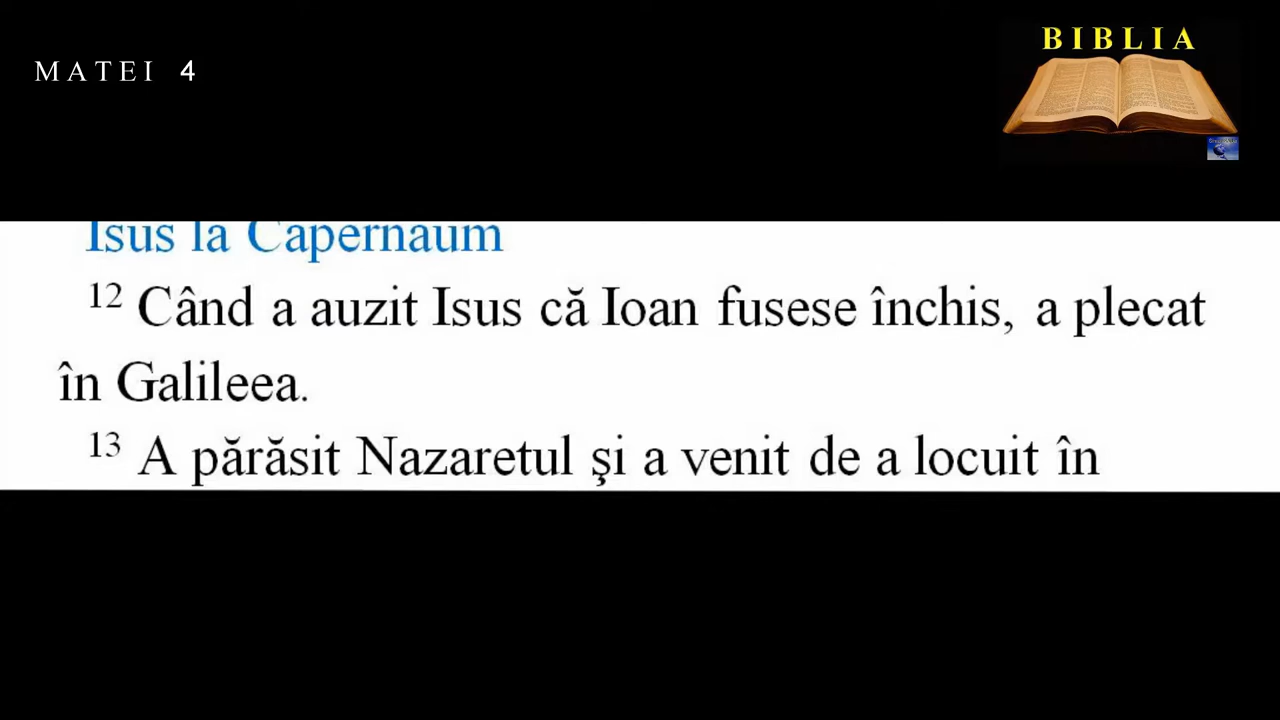 BIBLIA
MATEI 4
Isus la Capernaum
12 Când a auzit Isus că Ioan fusese închis, a plecat
în Galileea.
13 A părăsit Nazaretul şi a venit de a locuit în